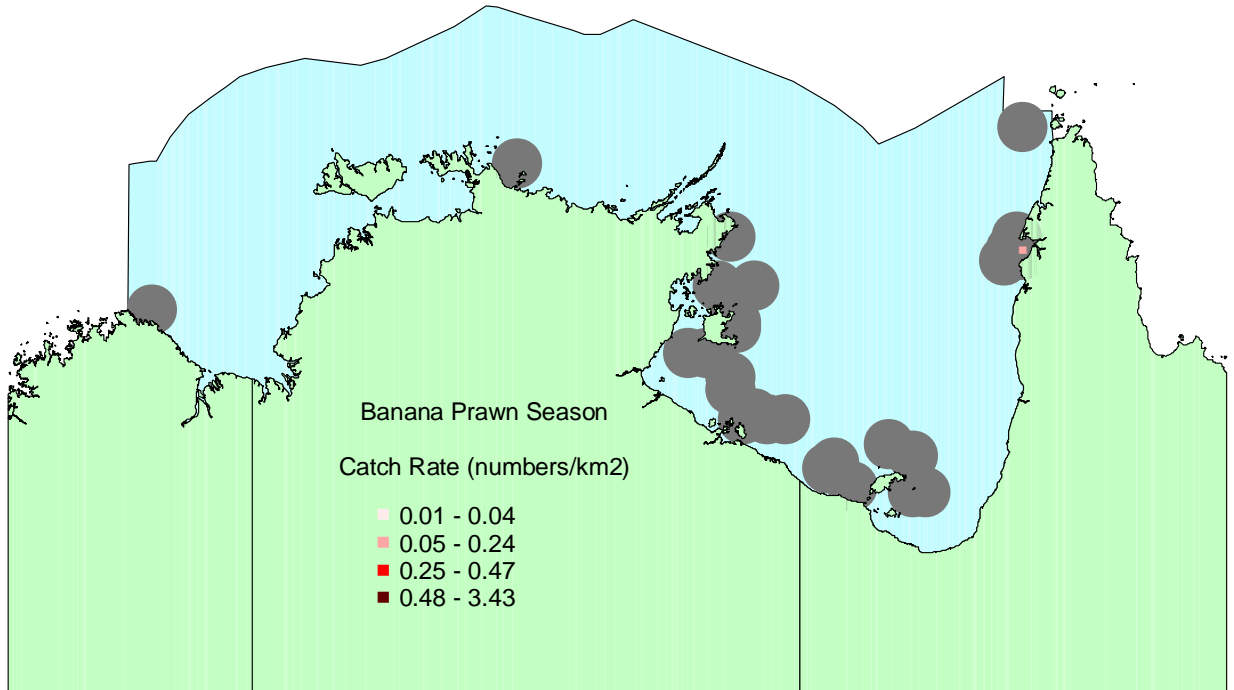 Banana Prawn Season
Catch Rate (numbers/km2)
0.01 - 0.04
0.05 - 0.24
0.25 - 0.47
0.48 - 3.43